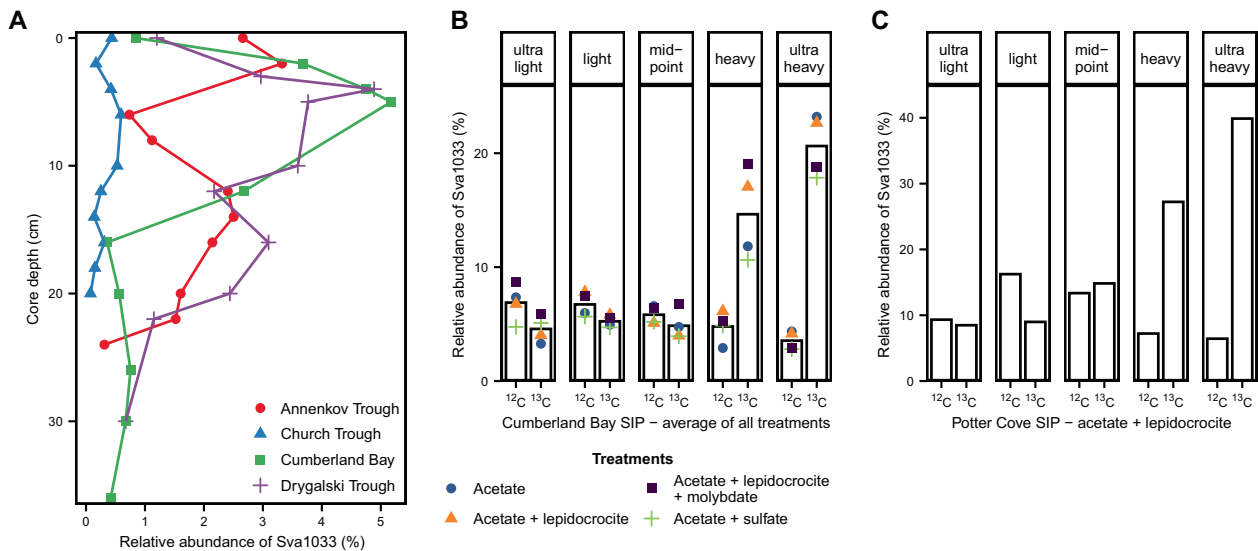 A
0
10
20
30
Core depth (cm)
0
1
2
3
4
5
Relative abundance of Sva1033 (%)
Annenkov Trough
Church Trough
Cumberland Bay
Drygalski Trough
B
ultra
light
light
mid–
point
heavy
ultra
heavy
Relative abundance of Sva1033 (%)
20
10
0
¹²C ¹³C
¹²C ¹³C
¹²C ¹³C
¹²C ¹³C
¹²C ¹³C
Cumberland Bay SIP − average of all treatments
Treatments
Acetate
Acetate + lepidocrocite
Acetate + lepidocrocite
+ molybdate
Acetate + sulfate
C
ultra
light
light
mid–
point
heavy
ultra
heavy
Relative abundance of Sva1033 (%)
40
30
20
10
0
¹²C ¹³C
¹²C ¹³C
¹²C ¹³C
¹²C ¹³C
¹²C ¹³C
Potter Cove SIP − acetate + lepidocrocite